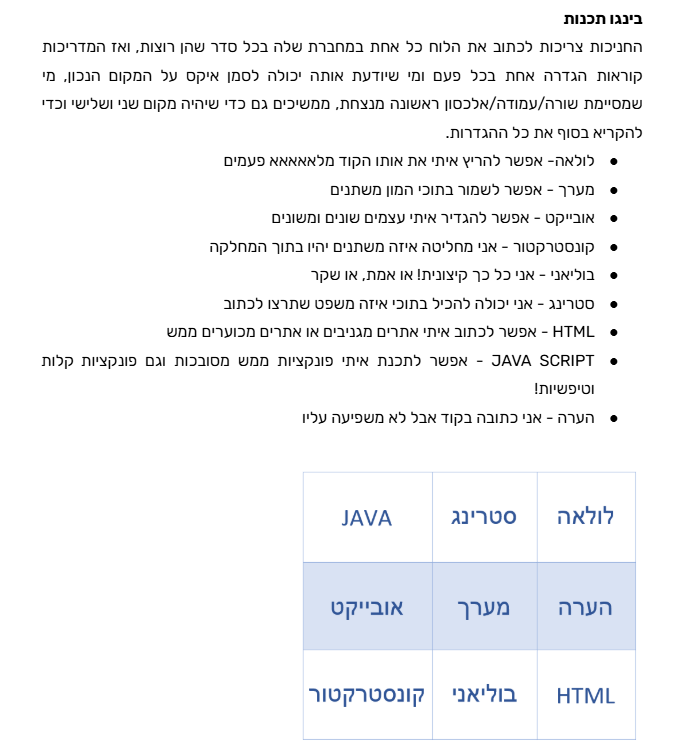 בינגו תכנות
החניכות צריכות לכתוב את הלוח כל אחת במחברת שלה בכל סדר שהן רוצות, ואז המדריכות
קוראות הגדרה אחת בכל פעם ומי שיודעת אותה יכולה לסמן איקס על המקום הנכון, מי
שמסיימת שורה/עמודה/אלכסון ראשונה מנצחת, ממשיכים גם כדי שיהיה מקום שני ושלישי וכדי
להקריא בסוף את כל ההגדרות.
● לולאה- אפשר להריץ איתי את אותו הקוד מלאאאאא פעמים
● מערך - אפשר לשמור בתוכי המון משתנים
● אובייקט - אפשר להגדיר איתי עצמים שונים ומשונים
● קונסטרקטור - אני מחליטה איזה משתנים יהיו בתוך המחלקה
● בוליאני - אני כל כך קיצונית! או אמת, או שקר
● סטרינג - אני יכולה להכיל בתוכי איזה משפט שתרצו לכתוב
● HTML - אפשר לכתוב איתי אתרים מגניבים או אתרים מכוערים ממש
● JAVA SCRIPT - אפשר לתכנת איתי פונקציות ממש מסובכות וגם פונקציות קלות
וטיפשיות!
● הערה - אני כתובה בקוד אבל לא משפיעה עליו
לולאה סטרינג JAVA
הערה מערך אובייקט
HTML בוליאני קונסטרקטור